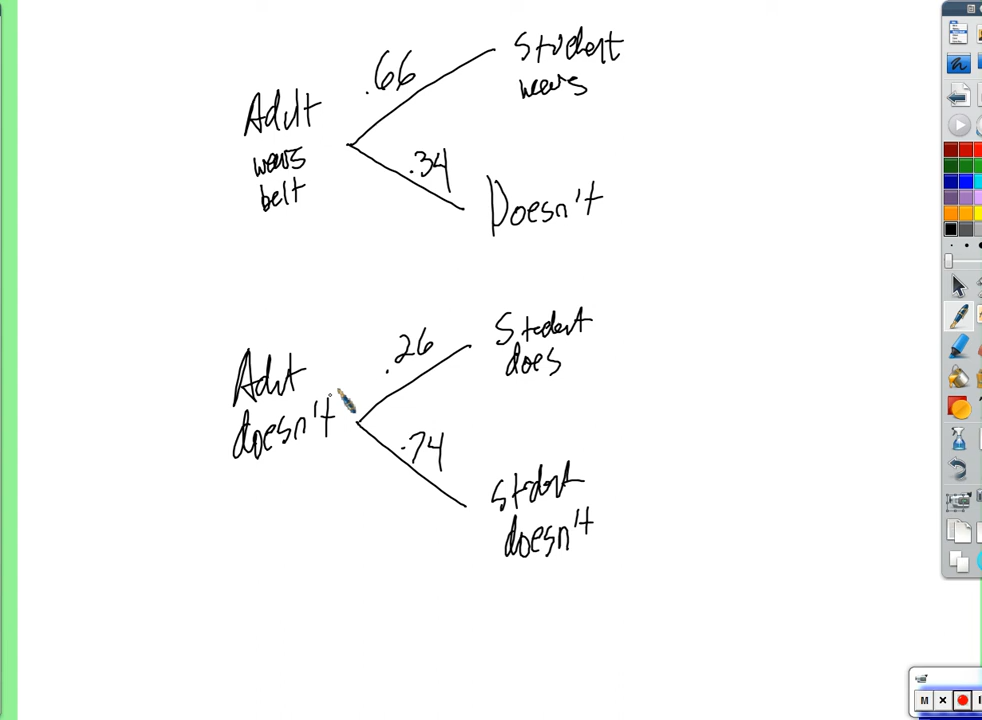 .66
Student
wears
Adult
wears
belt
.34
Doesn't
.26
Student
does
Adult
doesn't
.74
Student
doesn't
M